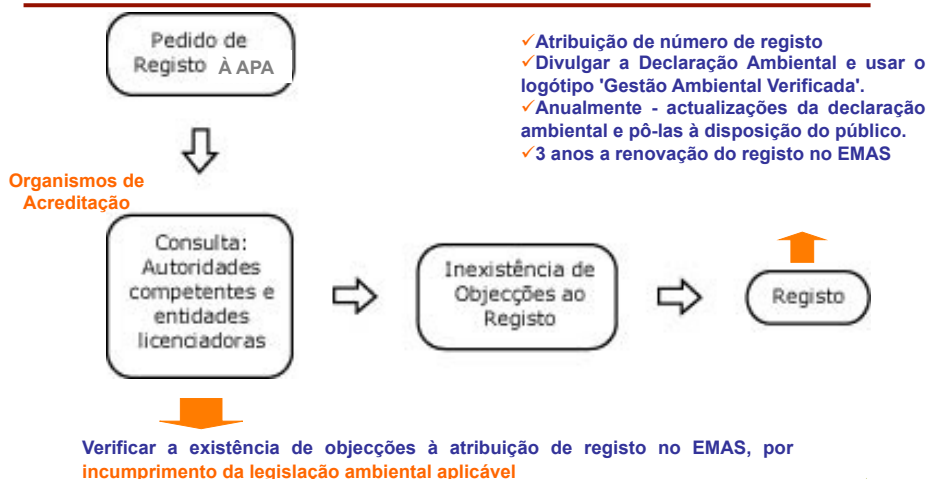 Pedido de
Registo À APA
✓Atribuição de número de registo
✓Divulgar a Declaração Ambiental e usar o
logótipo 'Gestão Ambiental Verificada'.
✓Anualmente - actualizações da declaração
ambiental e pô-las à disposição do público.
✓3 anos a renovação do registo no EMAS
Organismos de
Acreditação
Consulta:
Autoridades
competentes e
entidades
licenciadoras
Inexistência de
Objecções ao
Registo
Registo
Verificar a existência de objecções à atribuição de registo no EMAS, por
incumprimento da legislação ambiental aplicável